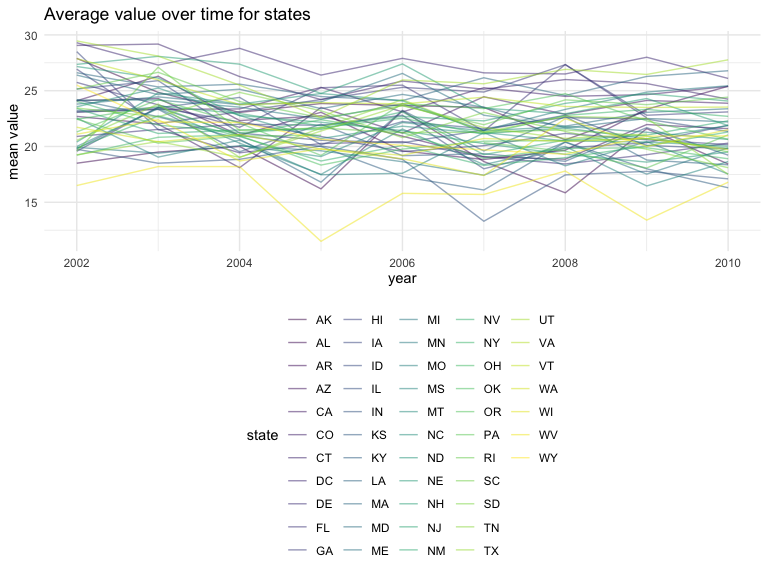 Average value over time for states
30
25
20
15
mean value
2002 2004 2006 2008 2010
year
state
AK HI MI NV UT
AL IA MN NY VA
AR ID MO OH VT
AZ IL MS OK WA
CA IN MT OR WI
CO KS NC PA WV
CT KY ND RI WY
DC LA NE SC
DE MA NH SD
FL MD NJ TN
GA ME NM TX